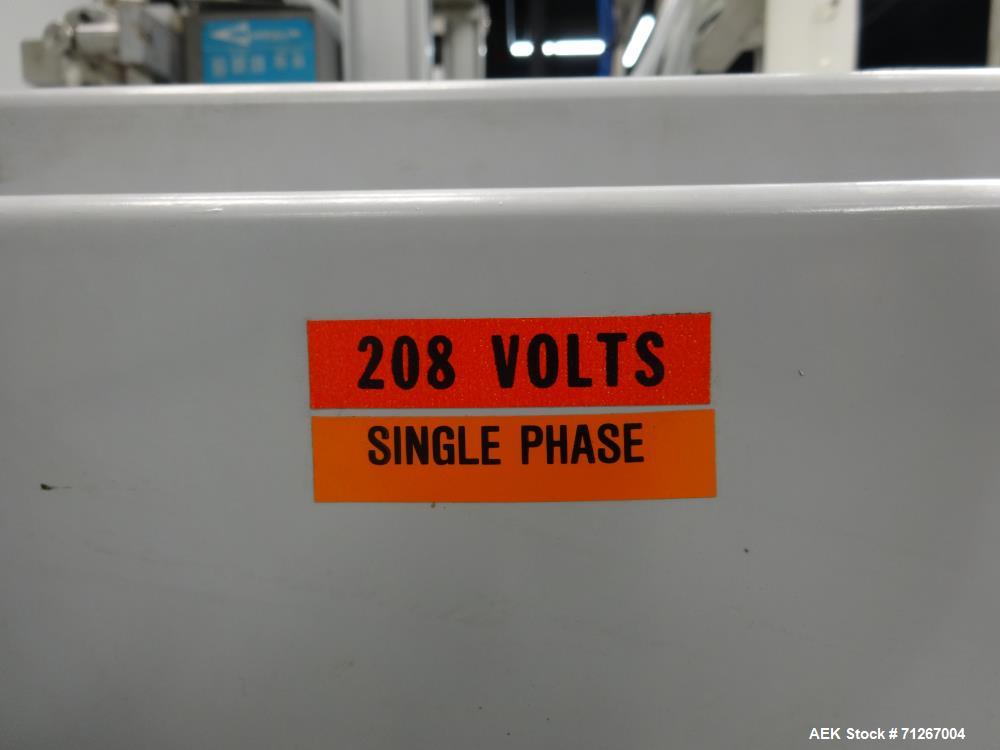 208 VOLTS
SINGLE PHASE
AEK Stock # 71267004